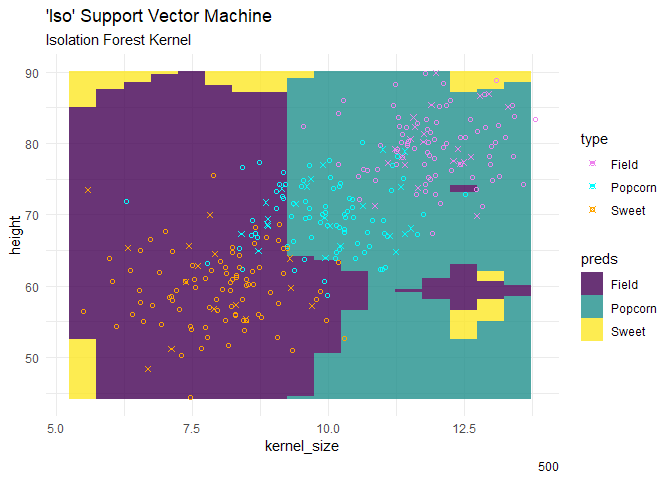 'Iso' Support Vector Machine
Isolation Forest Kernel
90
80
70
60
50
height
5.0
7.5
10.0
12.5
kernel_size
type
Field
Popcorn
Sweet
preds
Field
Popcorn
Sweet
500